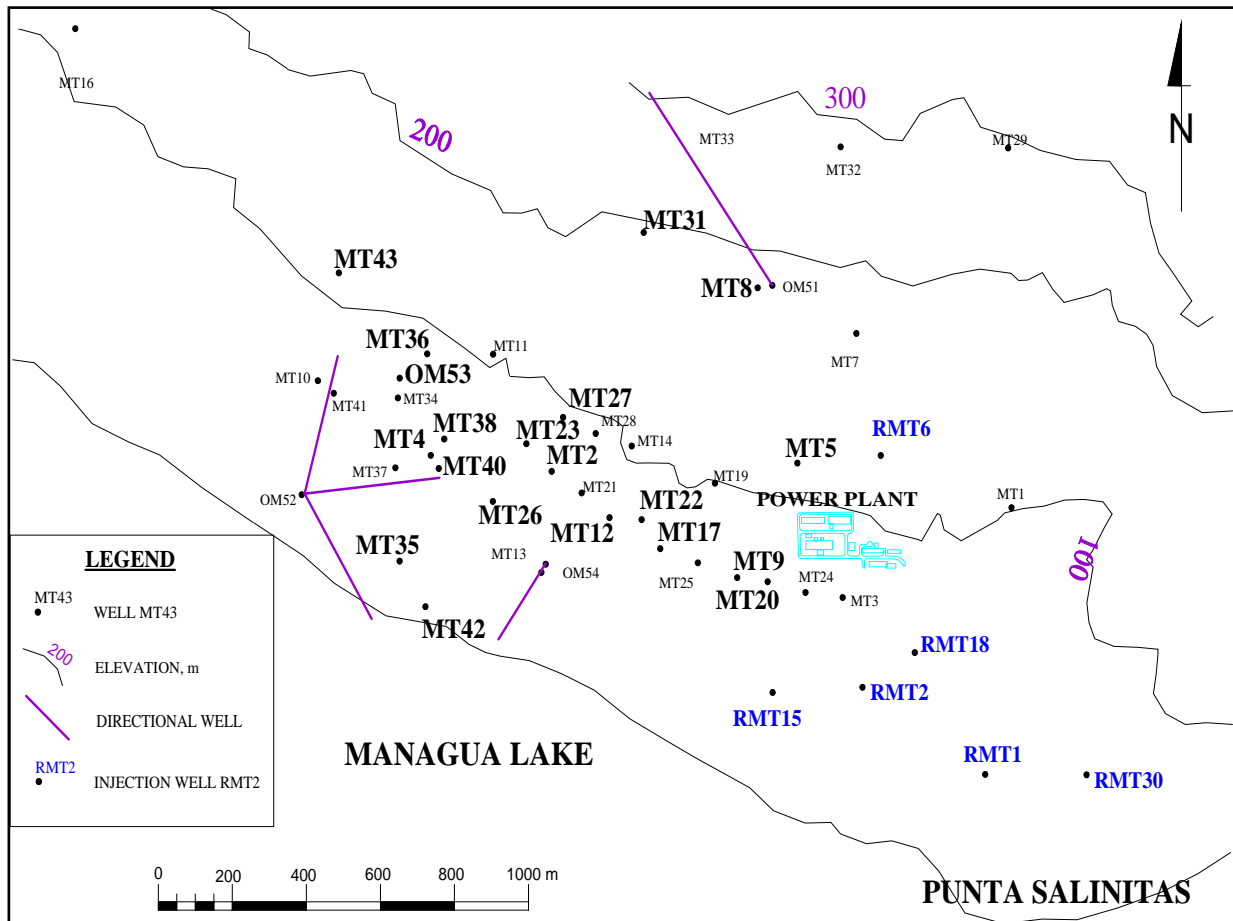 MT16
300
200
MT33
MT29
N
MT32
MT31
MT43
MT8
OM51
MT36
MT11
MT7
OM53
MT10
MT41
MT34
MT27
MT28
RMT6
MT38
MT23
MT4
MT14
MT5
MT2
MT37
MT40
MT19
MT21
OM52
POWER PLANT
MT1
MT22
MT26
MT12
MT17
100
MT35
MT13
OM54
MT25
MT9
MT24
MT20
MT3
MT42
RMT18
RMT2
RMT15
RMT1
RMT30
MANAGUA LAKE
LEGEND
MT43
WELL MT43
200
ELEVATION, m
DIRECTIONAL WELL
RMT2
INJECTION WELL RMT2
0 200 400 600 800 1000 m
PUNTA SALINITAS